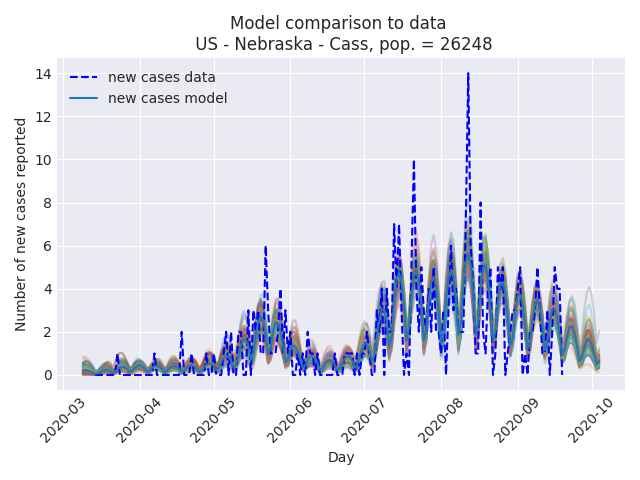 Model comparison to data
US - Nebraska - Cass, pop. = 26248
new cases data
new cases model
Number of new cases reported
14
12
10
8
6
4
2
0
2020-03
2020-04
2020-05
2020-06
2020-07
2020-08
2020-09
2020-10
Day